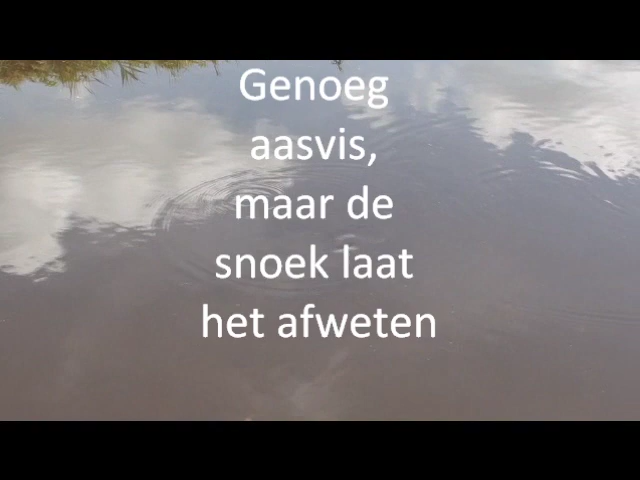 Genoeg
aasvis,
maar de
snoek laat
het afweten